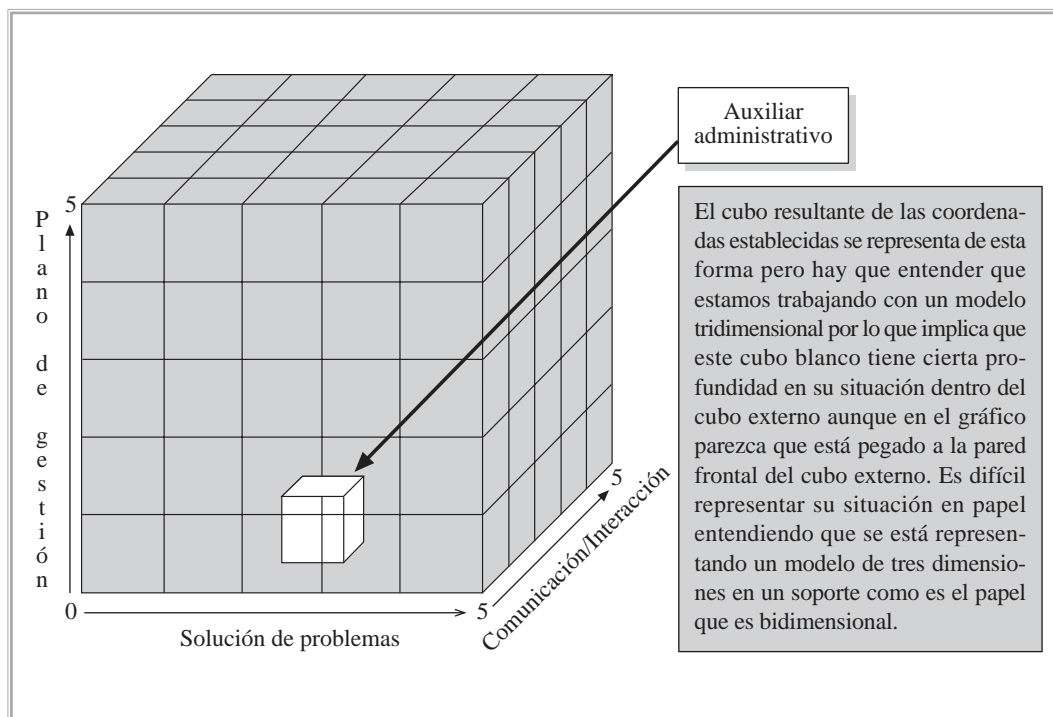 Auxiliar
administrativo
5
Plano de gestión
0
5
Solución de problemas
5
Comunicación/Interacción
El cubo resultante de las coordena-
das establecidas se representa de esta
forma pero hay que entender que
estamos trabajando con un modelo
tridimensional por lo que implica que
este cubo blanco tiene cierta pro-
fundidad en su situación dentro del
cubo externo aunque en el gráfico
parezca que está pegado a la pared
frontal del cubo externo. Es difícil
representar su situación en papel
entendiendo que se está represen-
tando un modelo de tres dimensio-
nes en un soporte como es el papel
que es bidimensional.